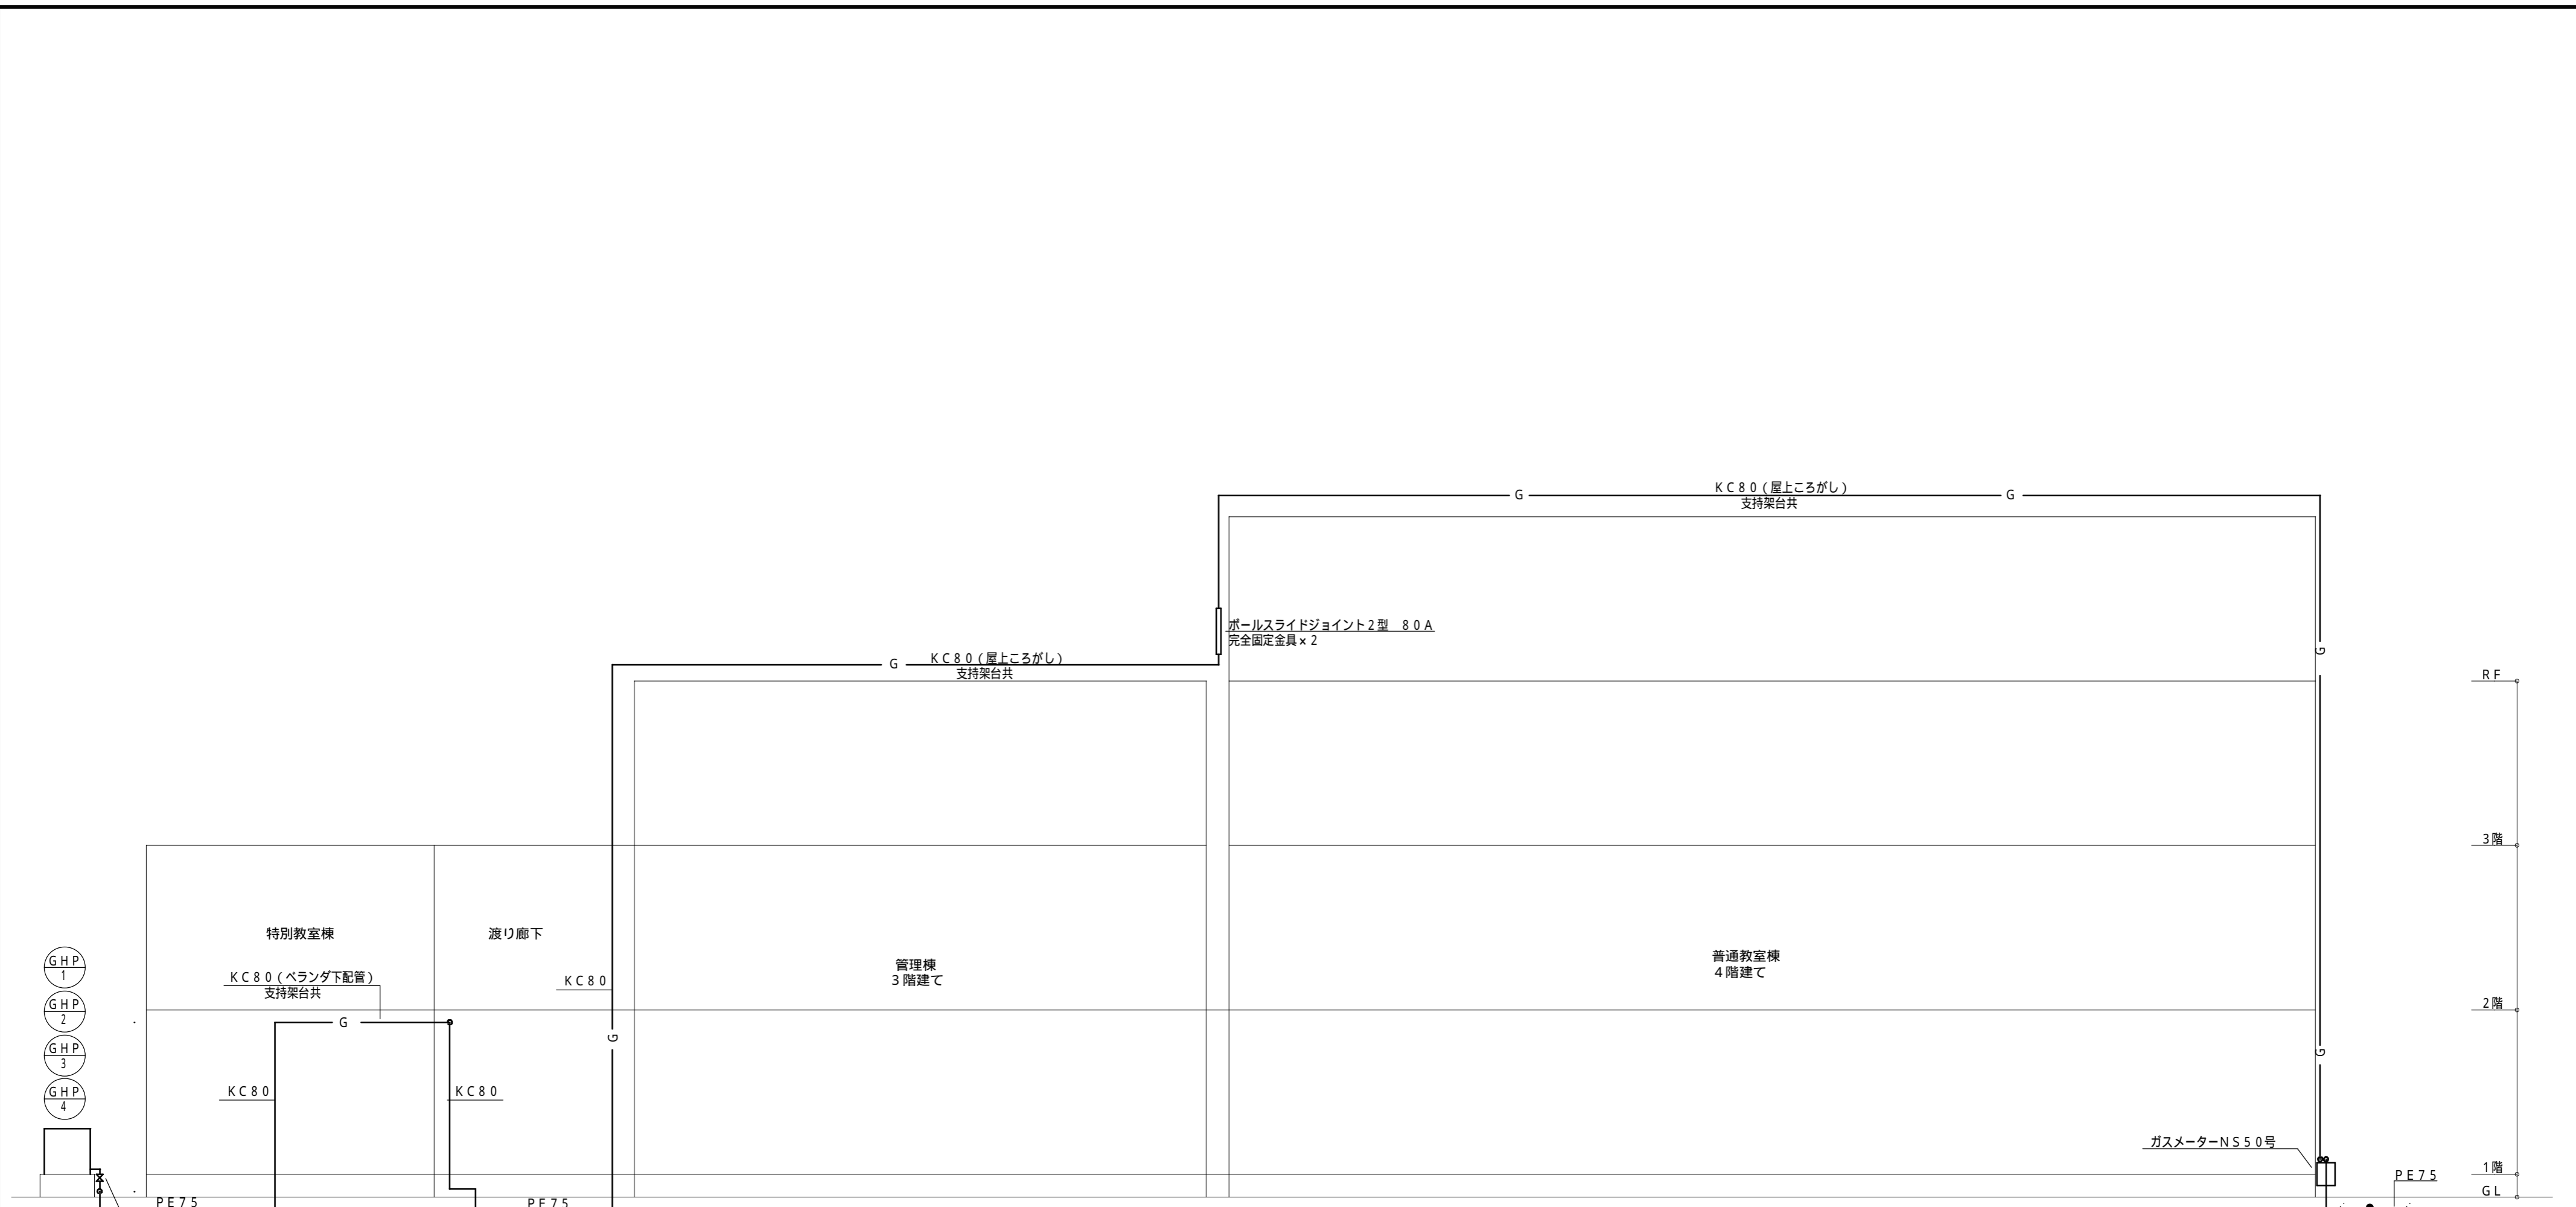 G
KC80(屋上ころがし)
G
支持架台共
ボールスライドジョイント2型 80A
完全固定金具×2
G
G
KC80(屋上ころがし)
支持架台共
RF
3階
特別教室棟
渡り廊下
管理棟
3階建て
普通教室棟
4階建て
GHP
1
KC80(ベランダ下配管)
支持架台共
KC80
GHP
2
2階
G
G
GHP
3
G
GHP
4
KC80
KC80
ガスメーターNS50号
1階
PE75
GL
PE75
PE75